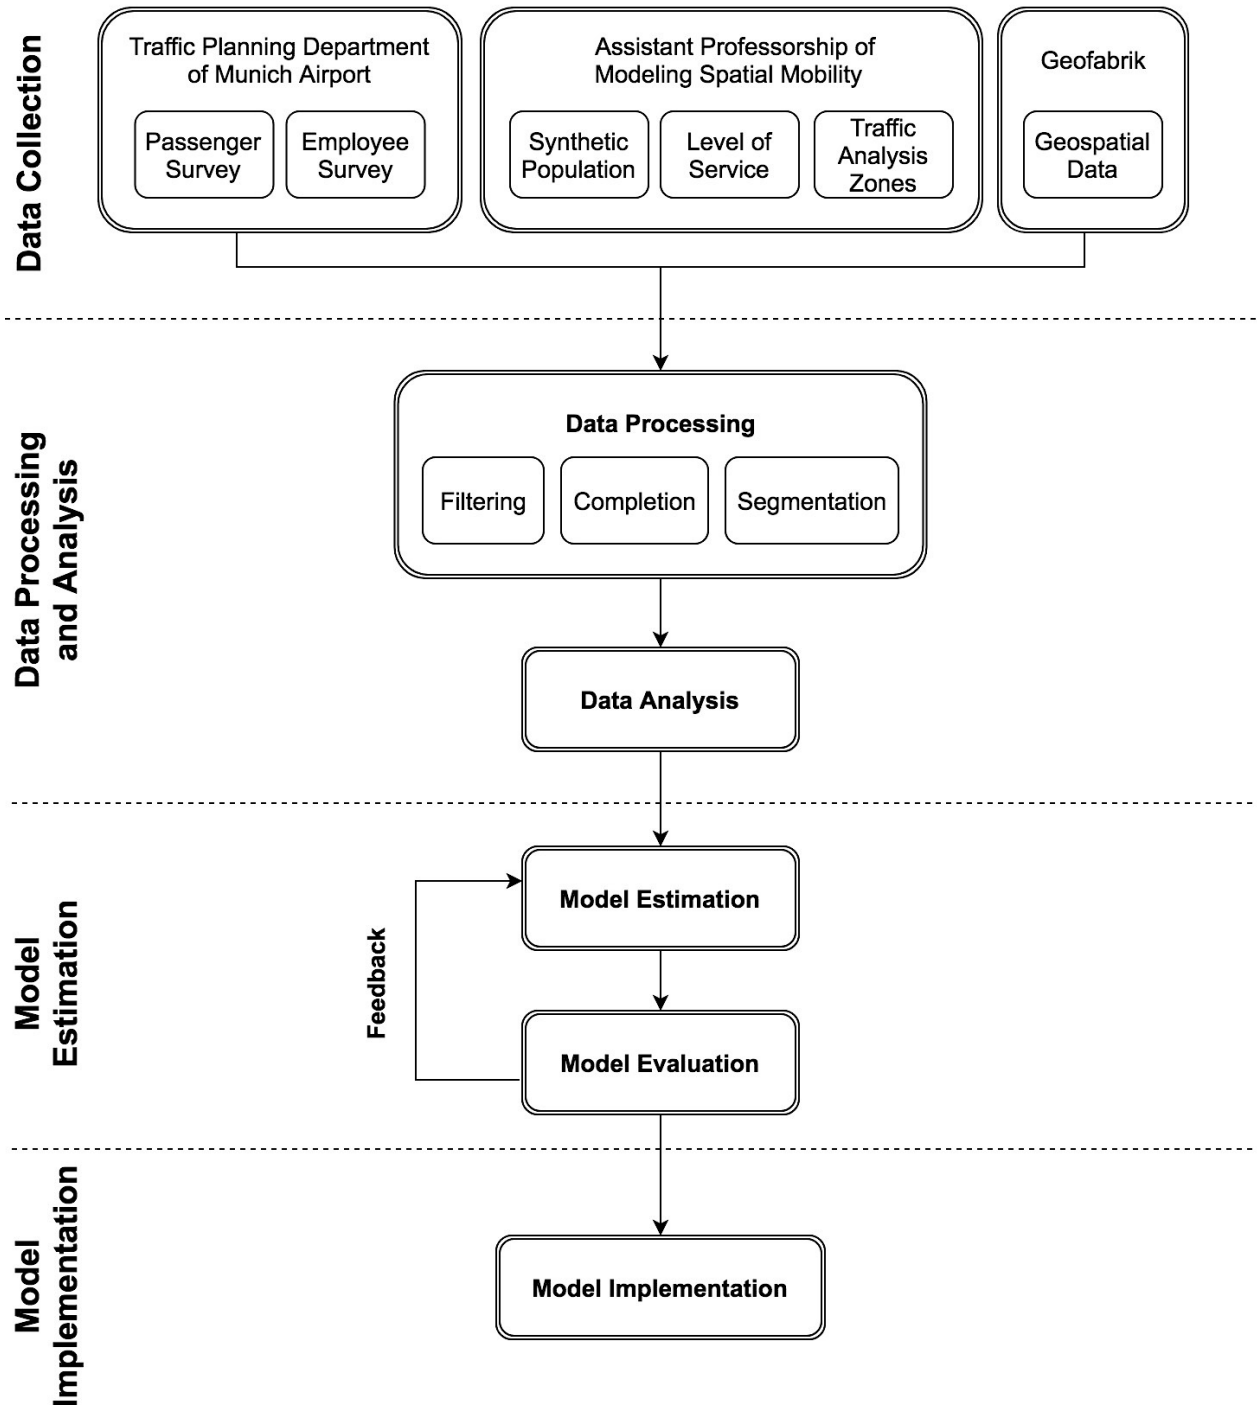 Data Collection
Traffic Planning Department
of Munich Airport
Passenger
Survey
Employee
Survey
Assistant Professorship of
Modeling Spatial Mobility
Synthetic
Population
Level of
Service
Traffic
Analysis
Zones
Geofabrik
Geospatial
Data
Data Processing
and Analysis
Data Processing
Filtering
Completion
Segmentation
Data Analysis
Model
Estimation
Model Estimation
Feedback
Model Evaluation
Model
Implementation
Model Implementation